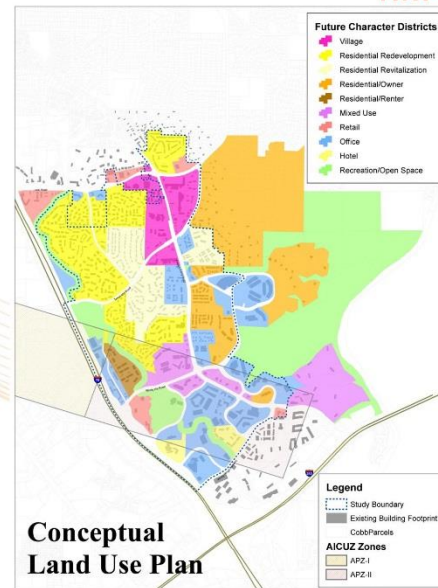 Future Character Districts
Village
Residential Redevelopment
Residential Revitalization
Residential/Owner
Residential/Renter
Mixed Use
Retail
Office
Hotel
Recreation/Open Space
Legend
Study Boundary
Existing Building Footprint
CobbParcels
AICUZ Zones
APZ-I
APZ-II
Conceptual
Land Use Plan